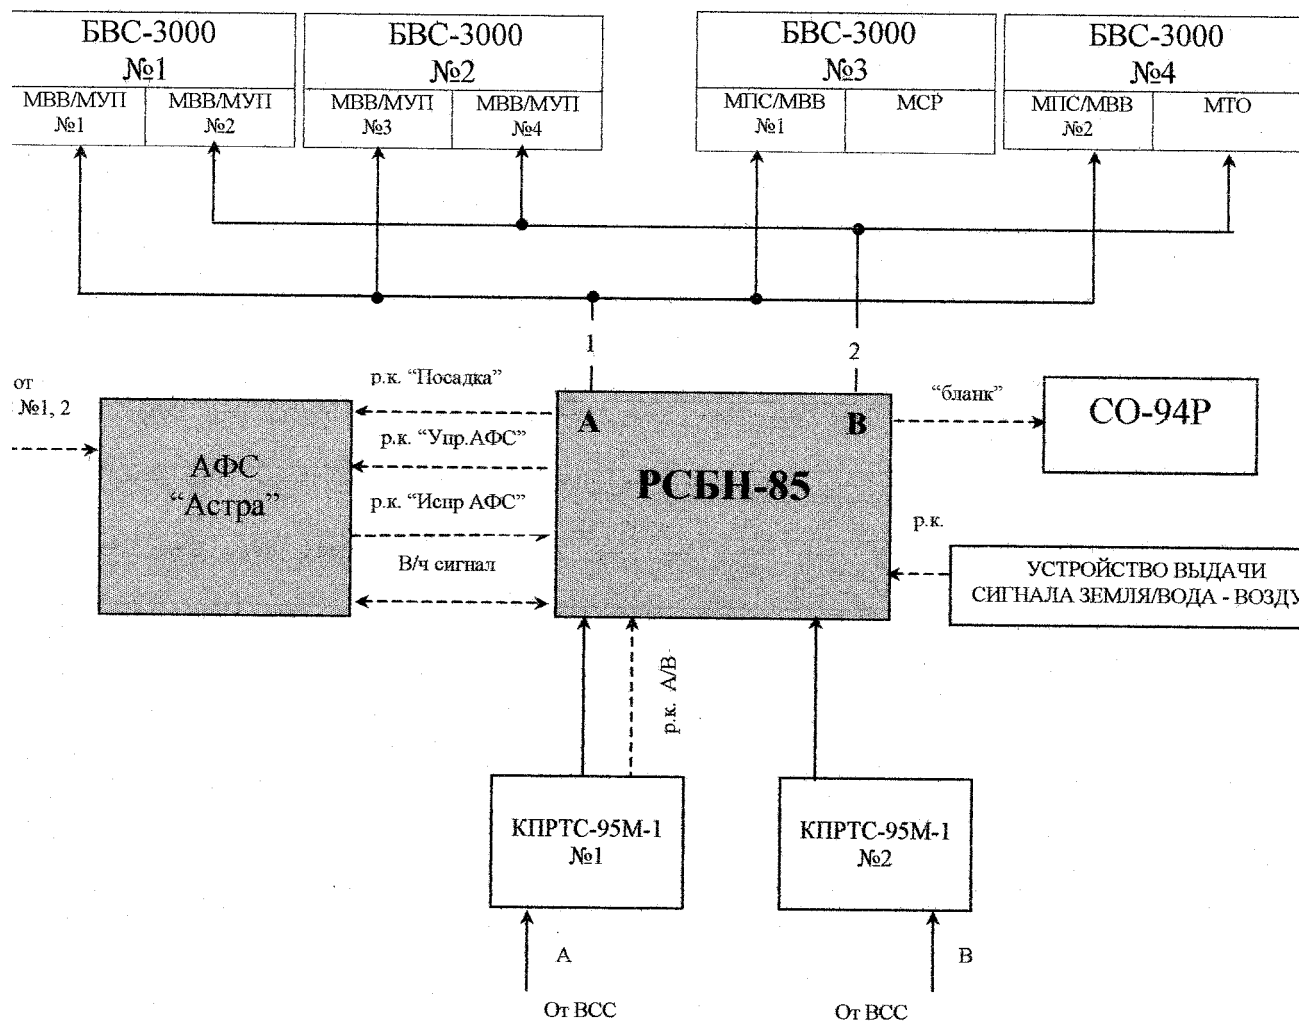 БВС-3000
№1
БВС-3000
№2
БВС-3000
№3
БВС-3000
№4
МВВ/МУП
№1
МВВ/МУП
№2
МВВ/МУП
№3
МВВ/МУП
№4
МПС/МВВ
№1
МСР
МПС/МВВ
№2
МТО
1
2
от
№1, 2
р.к. “Посадка”
р.к. “Упр.АФС”
р.к. “Испр АФС”
В/ч сигнал
АФС
“Астра”
А
В
РСБН-85
“бланк”
СО-94Р
р.к.
УСТРОЙСТВО ВЫДАЧИ
СИГНАЛА ЗЕМЛЯ/ВОДА - ВОЗДУ
р.к. А/В
КПРТС-95М-1
№1
КПРТС-95М-1
№2
А
В
От ВСС
От ВСС